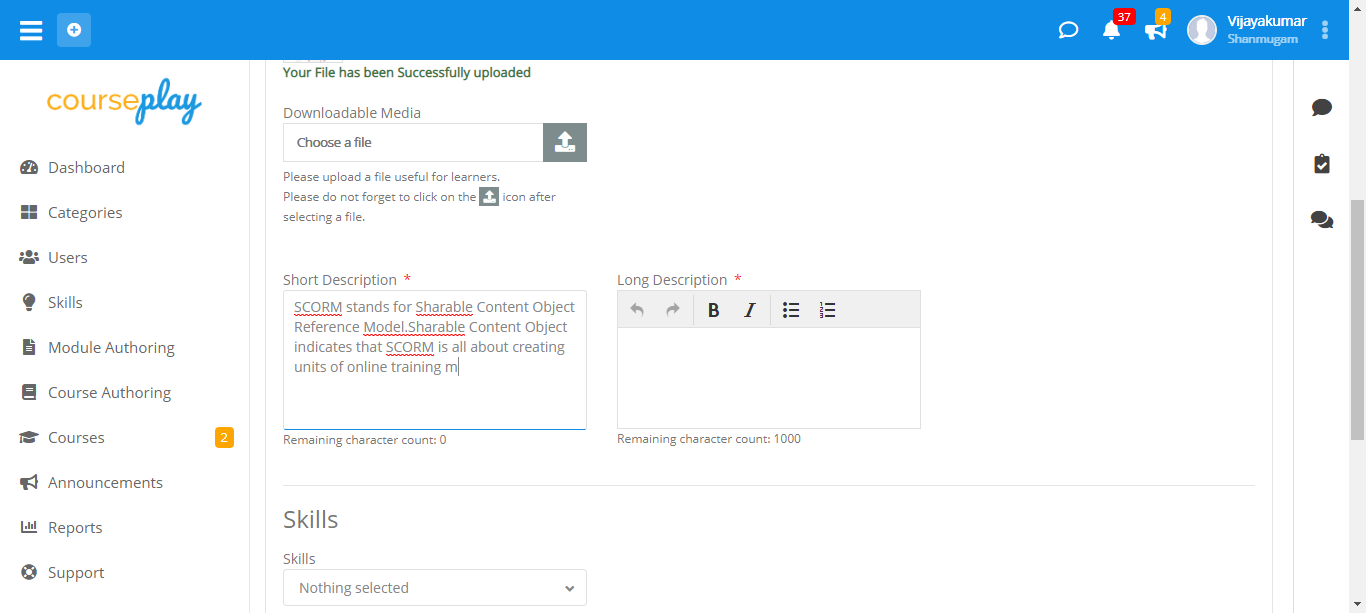 37
4
Vijayakumar
Shanmugam
courseplay
Dashboard
Categories
Users
Skills
Module Authoring
Course Authoring
Courses
2
Announcements
Reports
Support
Your File has been Successfully uploaded
Downloadable Media
Choose a file
Please upload a file useful for learners.
Please do not forget to click on the icon after
selecting a file.
Short Description *
SCORM stands for Sharable Content Object
Reference Model.Sharable Content Object
indicates that SCORM is all about creating
units of online training m
Remaining character count: 0
Long Description *
B I
Remaining character count: 1000
Skills
Skills
Nothing selected